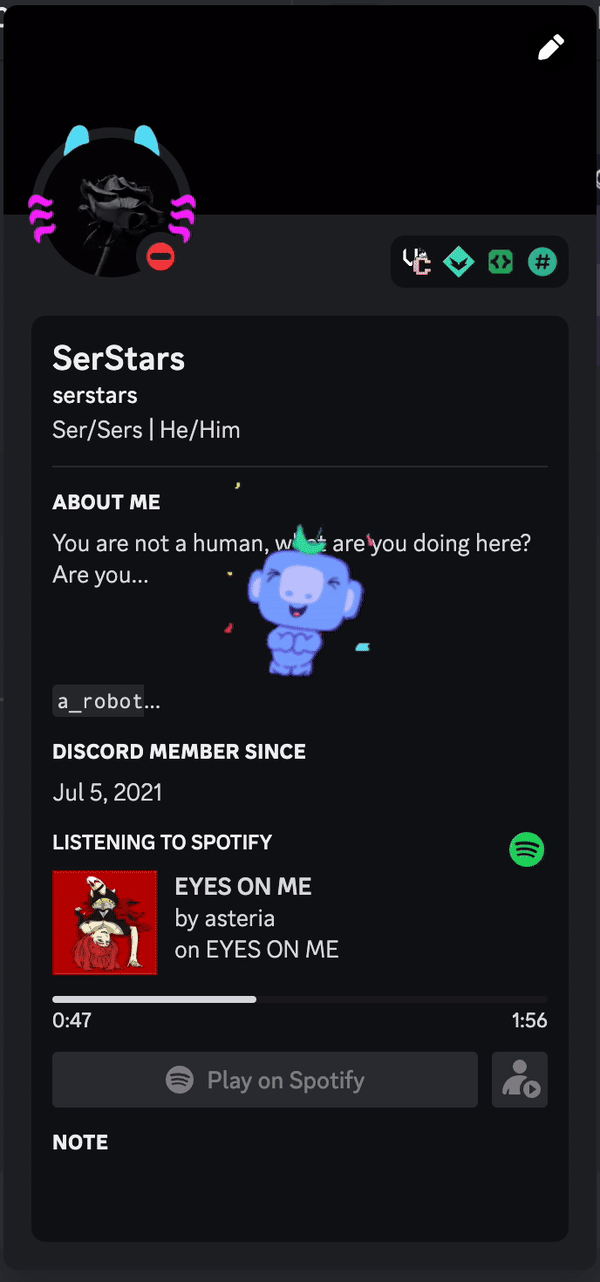 SerStars
serstars
Ser/Sers | He/Him
ABOUT ME
You are not a human, what are you doing here?
Are you...
a_robot...
DISCORD MEMBER SINCE
Jul 5, 2021
LISTENING TO SPOTIFY
EYES ON ME
by asteria
on EYES ON ME
0:47 1:56
Play on Spotify
NOTE